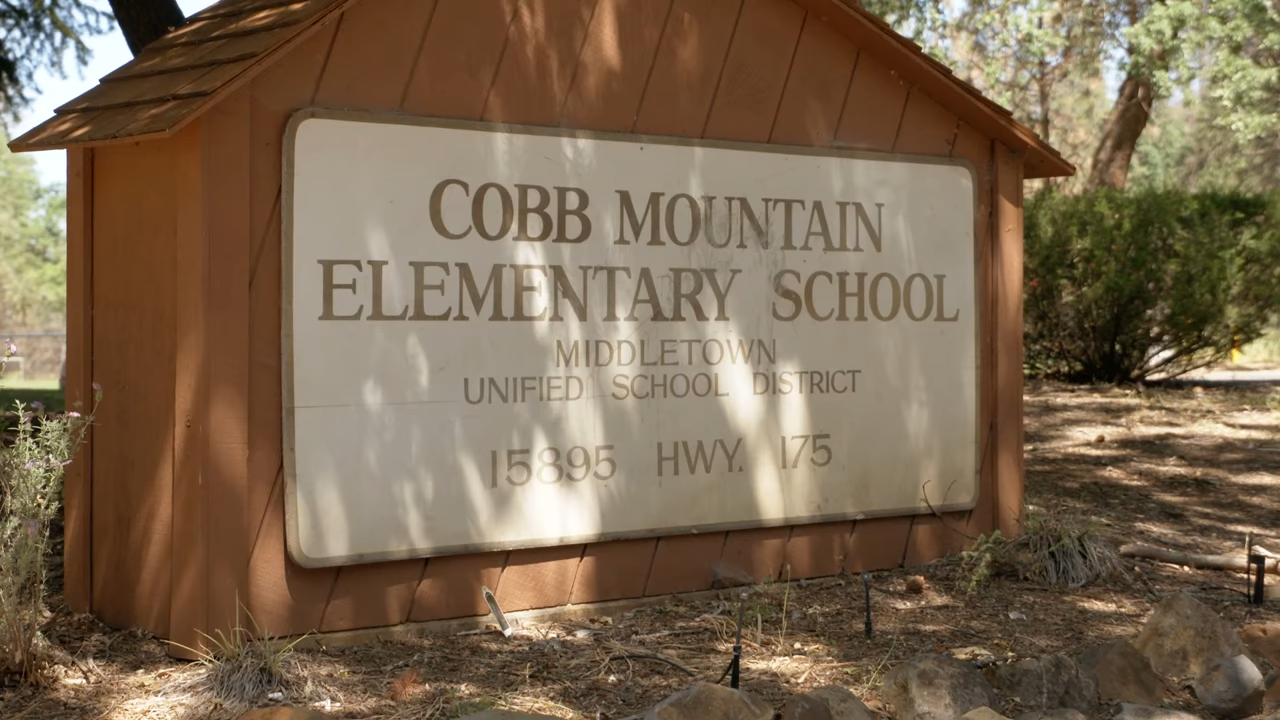 COBB MOUNTAIN
ELEMENTARY SCHOOL
MIDDLETOWN
UNIFIED SCHOOL DISTRICT
15895 HWY. 175